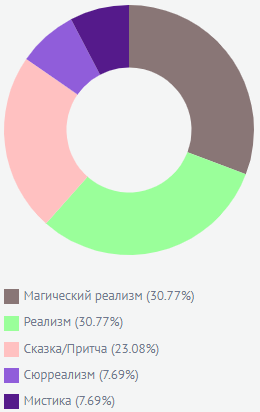 Магический реализм (30.77%)
Реализм (30.77%)
Сказка/Притча (23.08%)
Сюрреализм (7.69%)
Мистика (7.69%)